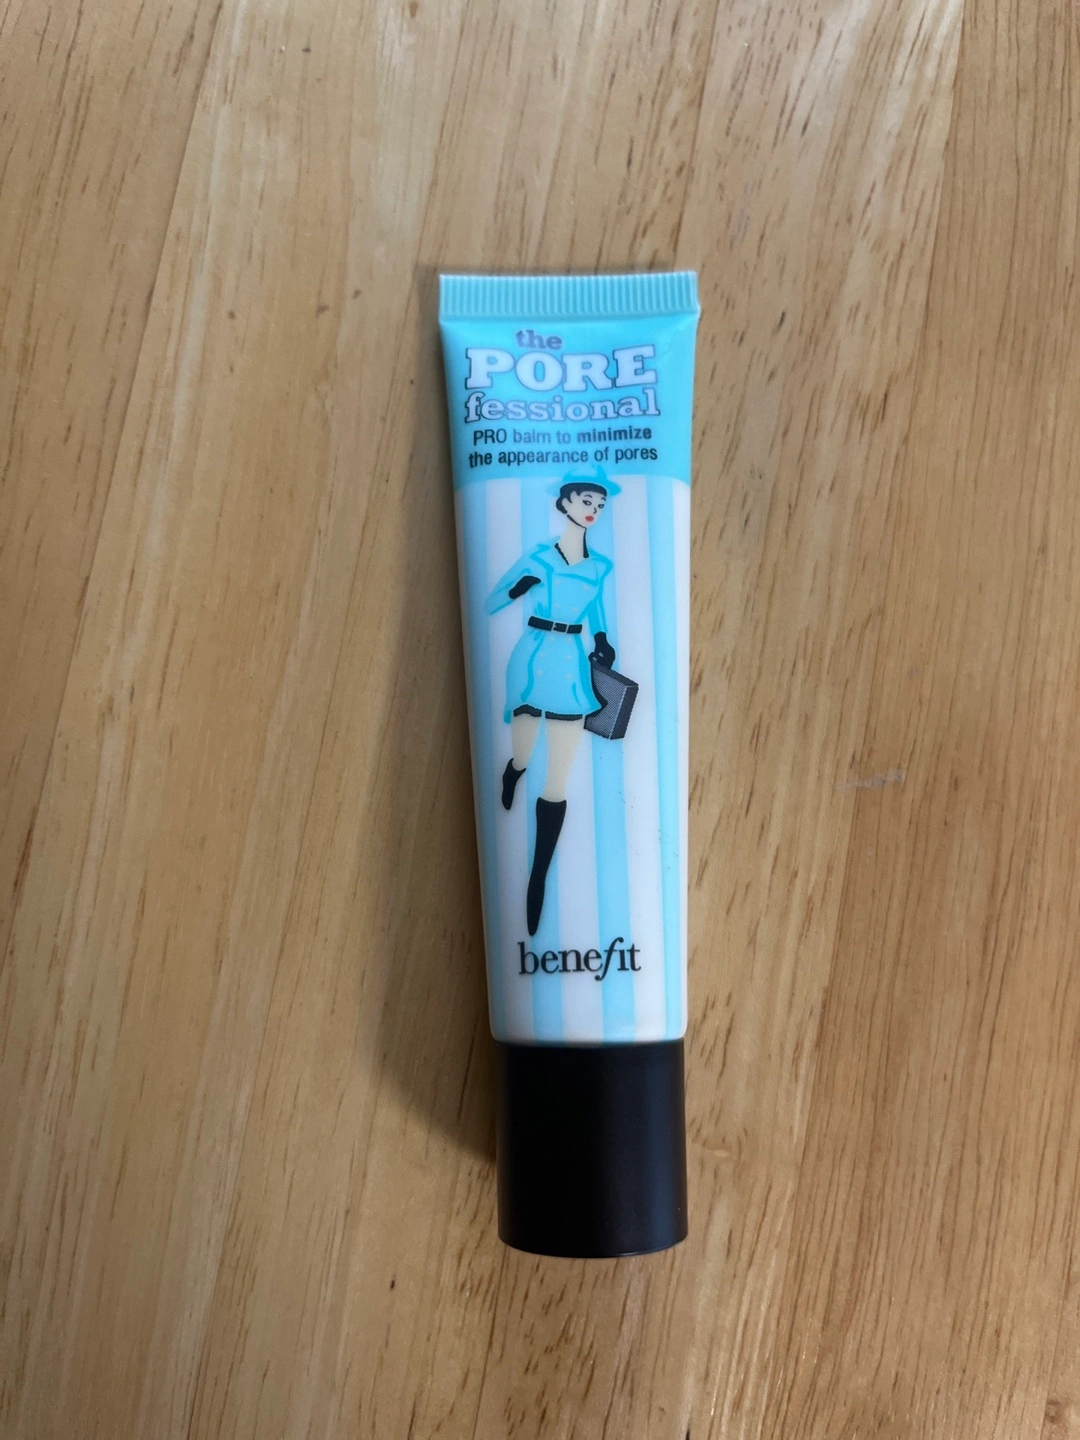 the
PORE
fessional
PRO balm to minimize
the appearance of pores
benefit